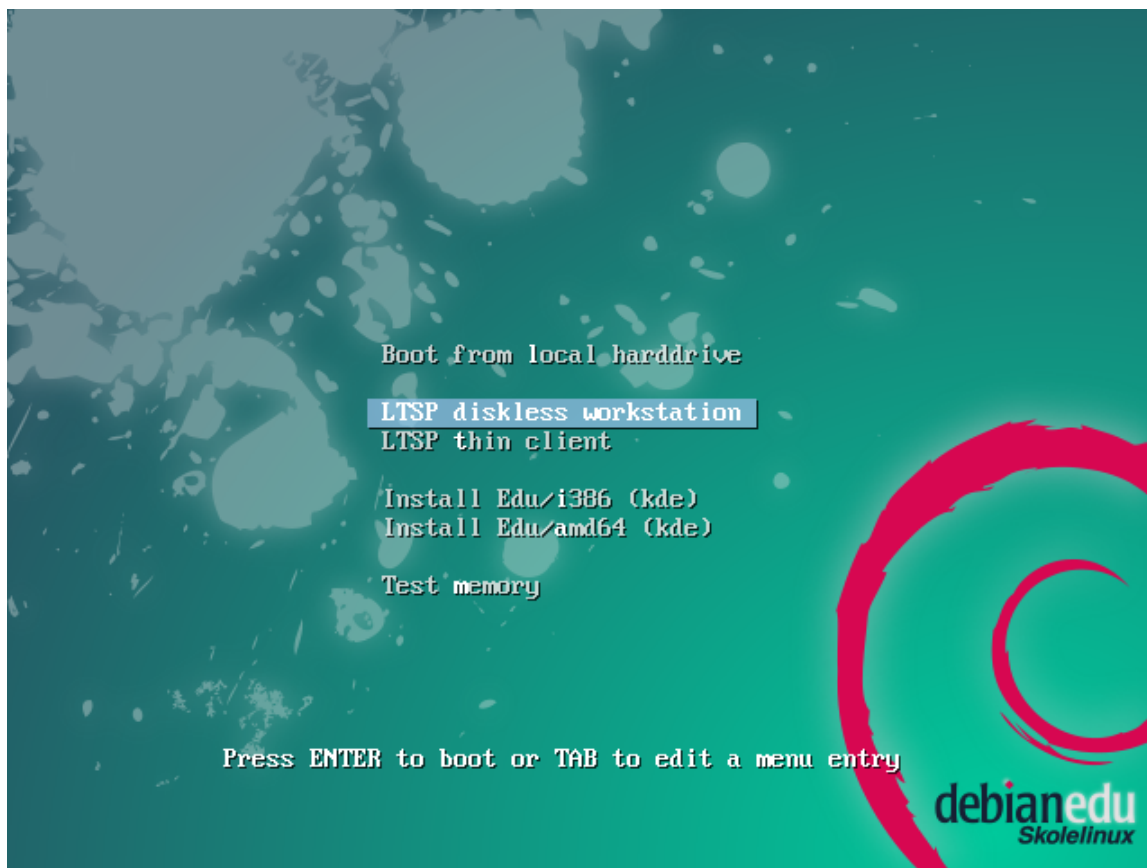 Boot from local harddrive
LTSP diskless workstation
LTSP thin client
Install Edu/i386 (kde)
Install Edu/amd64 (kde)
Test memory
Press ENTER to boot or TAB to edit a menu entry
debianedu
Skolelinux